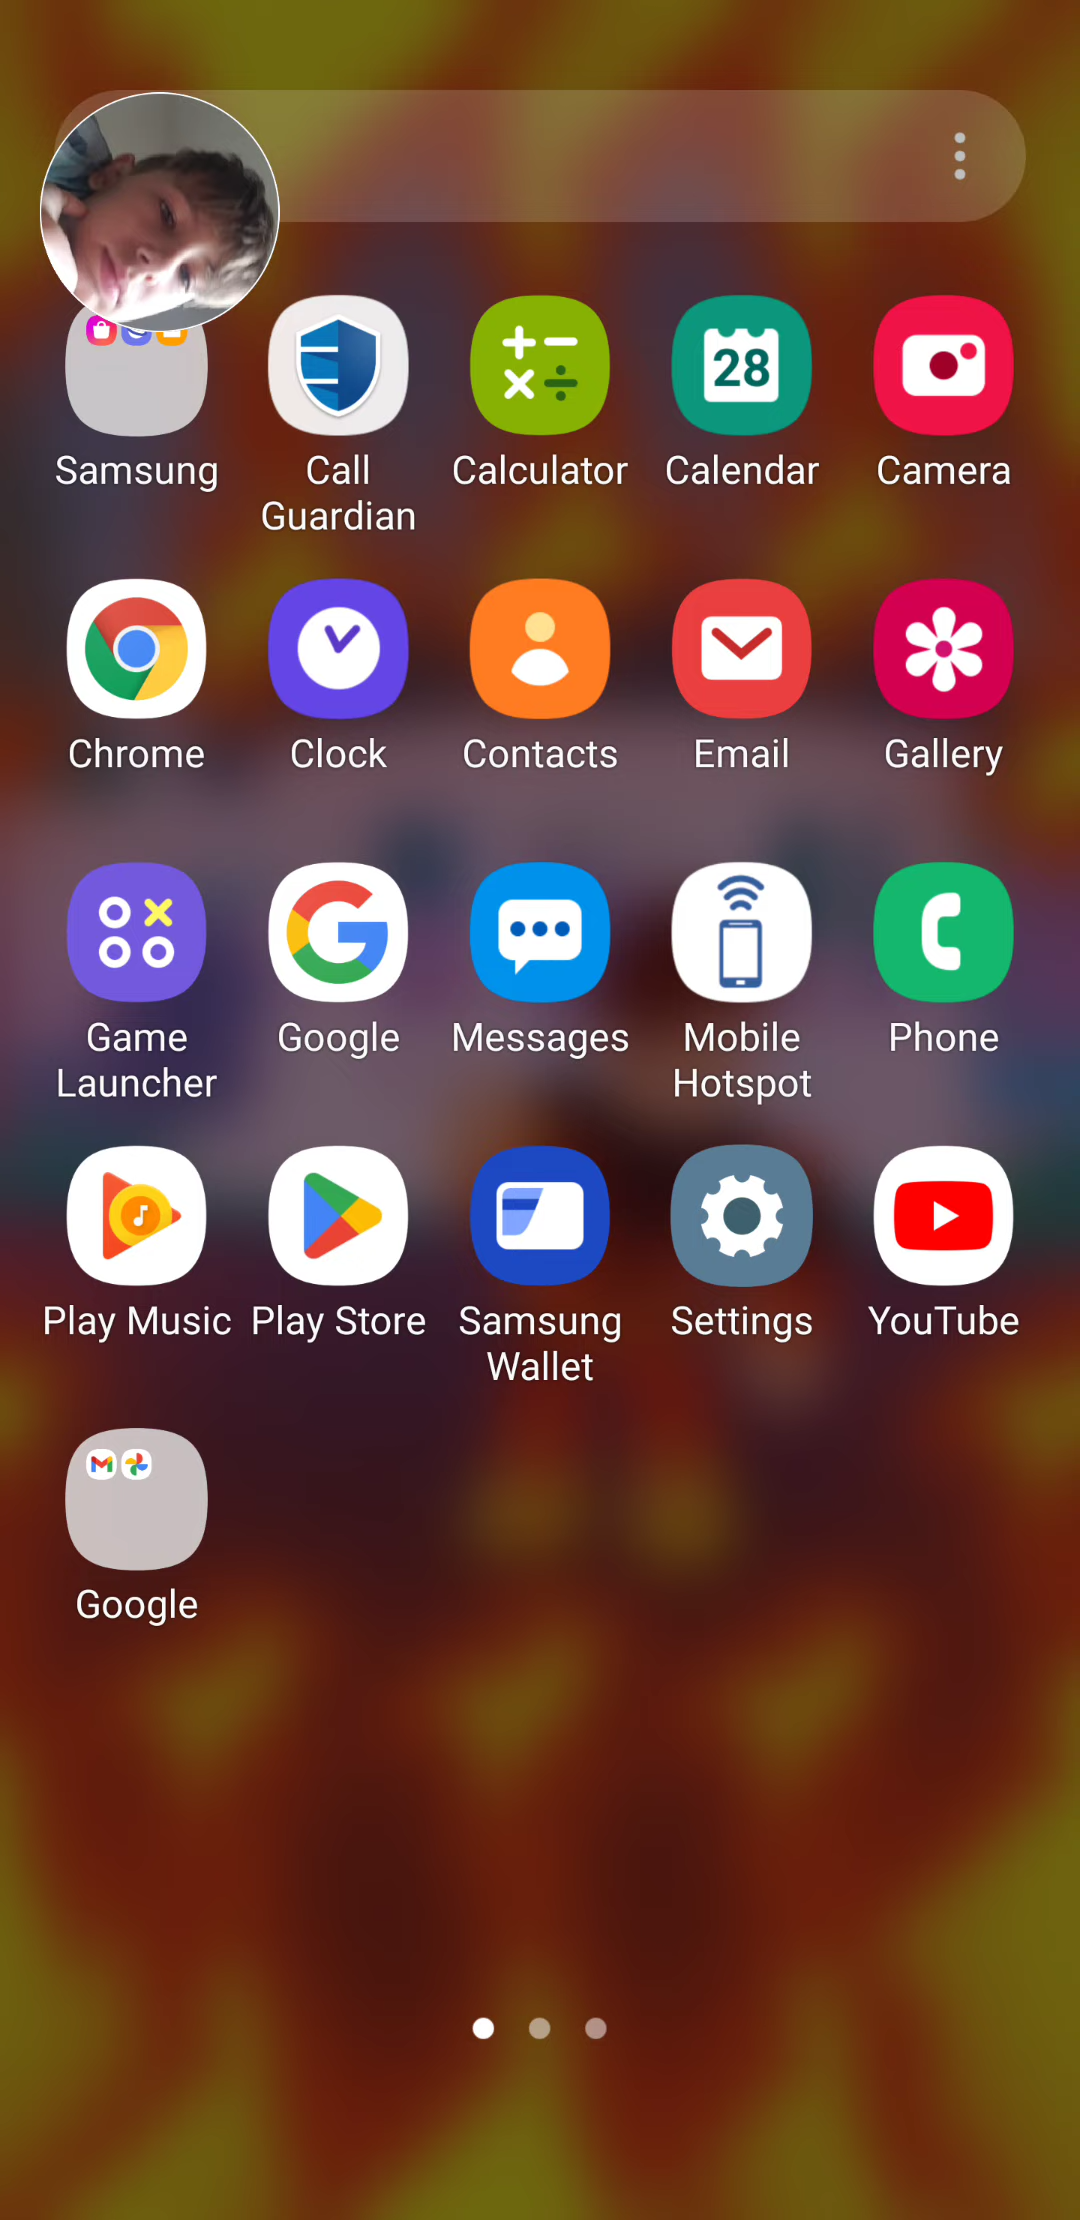 Samsung
Call
Guardian
Calculator
28
Calendar
Camera
Chrome
Clock
Contacts
Email
Gallery
Game
Launcher
Google
Messages
Mobile
Hotspot
Phone
Play Music
Play Store
Samsung
Wallet
Settings
YouTube
Google